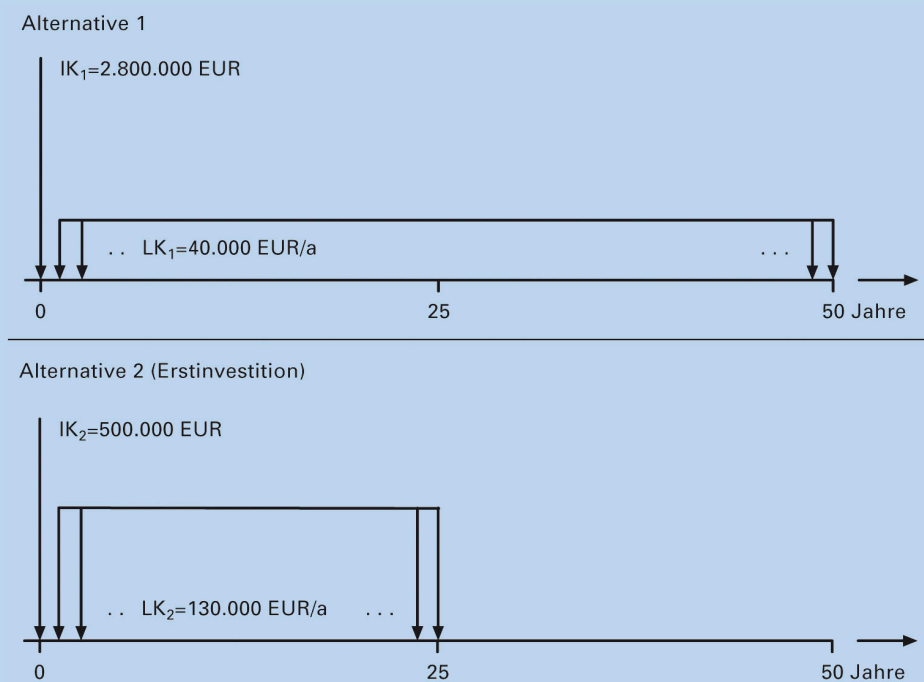 Alternative 1
IK₁=2.800.000 EUR
. . LK₁=40.000 EUR/a . . .
0 25 50 Jahre
Alternative 2 (Erstinvestition)
IK₂=500.000 EUR
. . LK₂=130.000 EUR/a . . .
0 25 50 Jahre